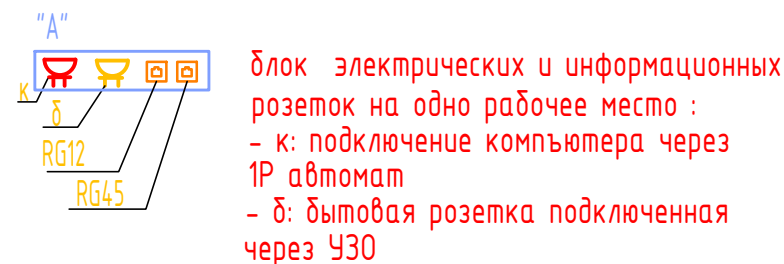 "А"
к
б
RG12
RG45
блок электрических и информационных
розеток на одно рабочее место :
- к: подключение компъютера через
1Р автомат
- б: бытовая розетка подключенная
через УЗО